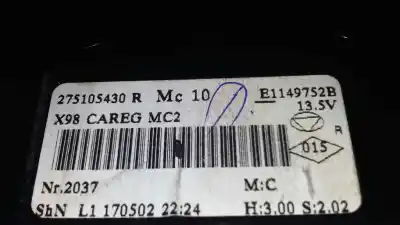 275105430 R Mc 10 E1149752B
13.5V
X98 CAREG MC2
R
015
Nr.2037 M:C
ShN L1 170502 22:24 H:3.00 S:2.02